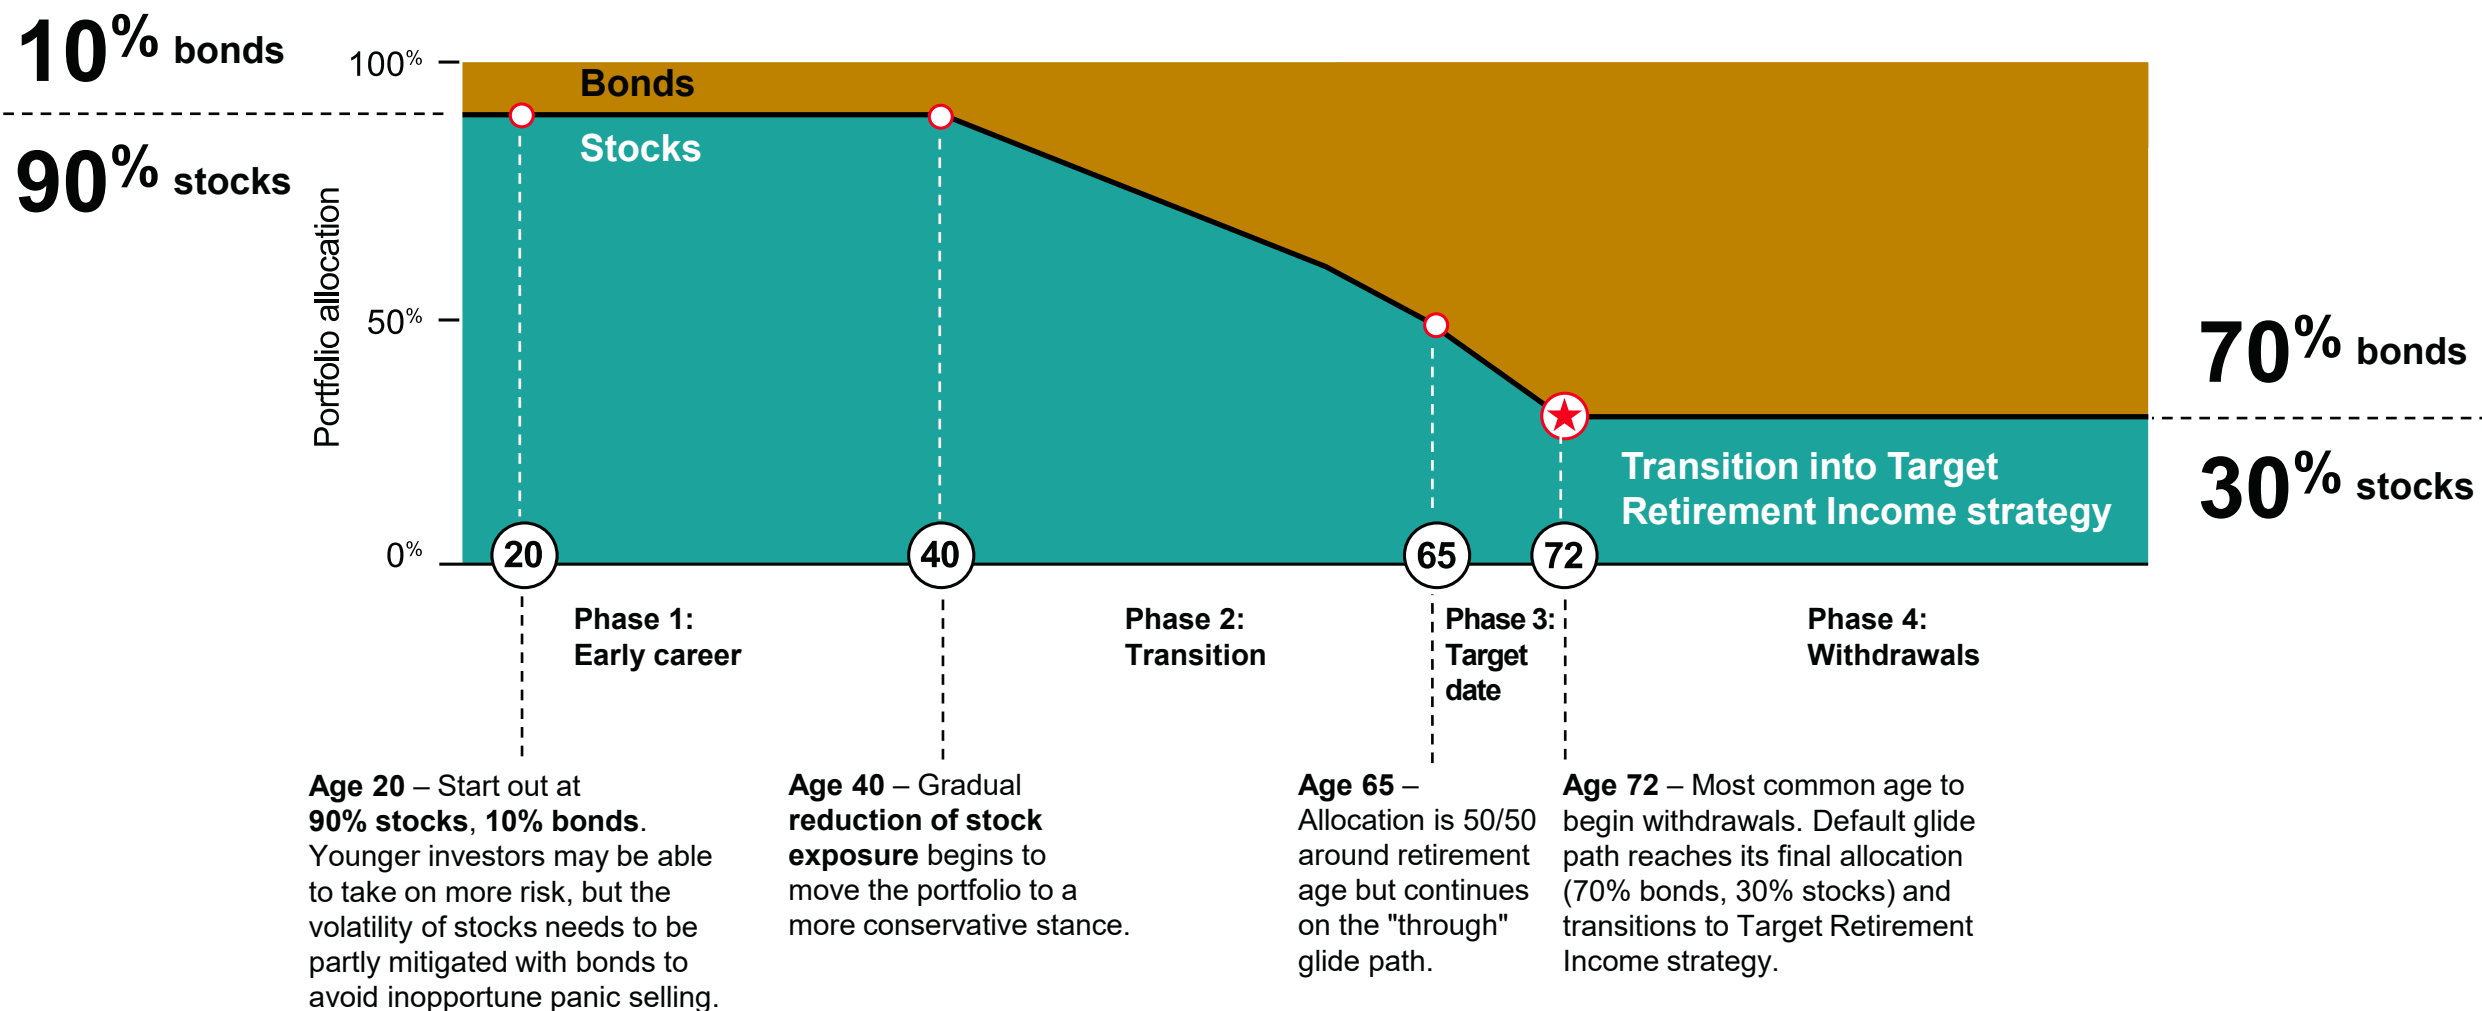 10% bonds
90% stocks
Portfolio allocation
100%
50%
0%
Bonds
Stocks
Transition into Target
Retirement Income strategy
70% bonds
30% stocks
20
40
65
72
Phase 1:
Early career
Phase 2:
Transition
Phase 3:
Target
date
Phase 4:
Withdrawals
Age 20 – Start out at
90% stocks, 10% bonds.
Younger investors may be able
to take on more risk, but the
volatility of stocks needs to be
partly mitigated with bonds to
avoid inopportune panic selling.
Age 40 – Gradual
reduction of stock
exposure begins to
move the portfolio to a
more conservative stance.
Age 65 –
Allocation is 50/50
around retirement
age but continues
on the "through"
glide path.
Age 72 – Most common age to
begin withdrawals. Default glide
path reaches its final allocation
(70% bonds, 30% stocks) and
transitions to Target Retirement
Income strategy.